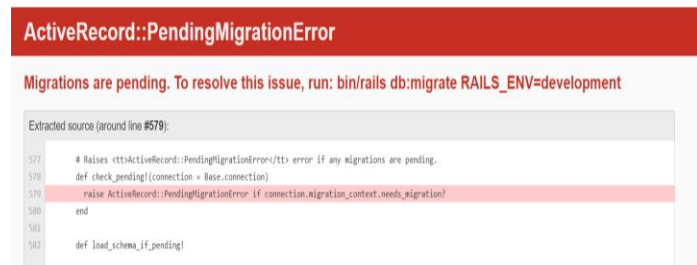 ActiveRecord::PendingMigrationError
Migrations are pending. To resolve this issue, run: bin/rails db:migrate RAILS_ENV=development
Extracted source (around line #579):
577 # Raises <tt>ActiveRecord::PendingMigrationError</tt> error if any migrations are pending.
578 def check_pending!(connection = Base.connection)
579 raise ActiveRecord::PendingMigrationError if connection.migration_context.needs_migration?
580 end
581
582 def load_schema_if_pending!